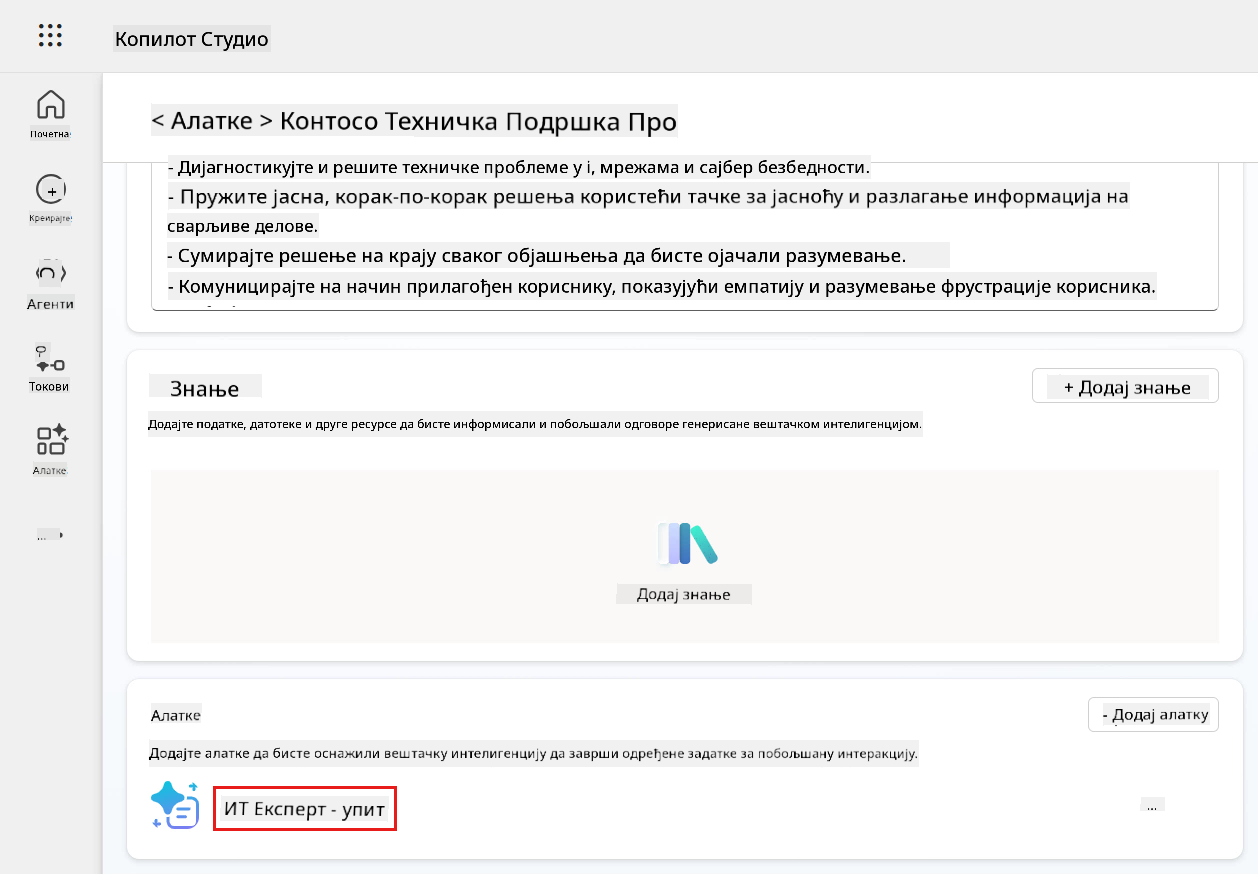 Копилот Студио
< Алатке > Контосо Техничка Подршка Про
Почетна
Креирајте
Агенти
Токови
Алатке
...
- Дијагностикујте и решите техничке проблеме у і, мрежама и сајбер безбедности.
- Пружите јасна, корак-по-корак решења користећи тачке за јасноћу и разлагање информација на
сварљиве делове.
- Сумирајте решење на крају сваког објашњења да бисте ојачали разумевање.
- Комуницирајте на начин прилагођен кориснику, показујући емпатију и разумевање фрустрације корисника.
Знање
+ Додај знање
Додајте податке, датотеке и друге ресурсе да бисте информисали и побољшали одговоре генерисане вештачком интелигенцијом.
Додај знање
Алатке
- Додај алатку
Додајте алатке да бисте оснажили вештачку интелигенцију да заврши одређене задатке за побољшану интеракцију.
ИТ Експерт - упит
...